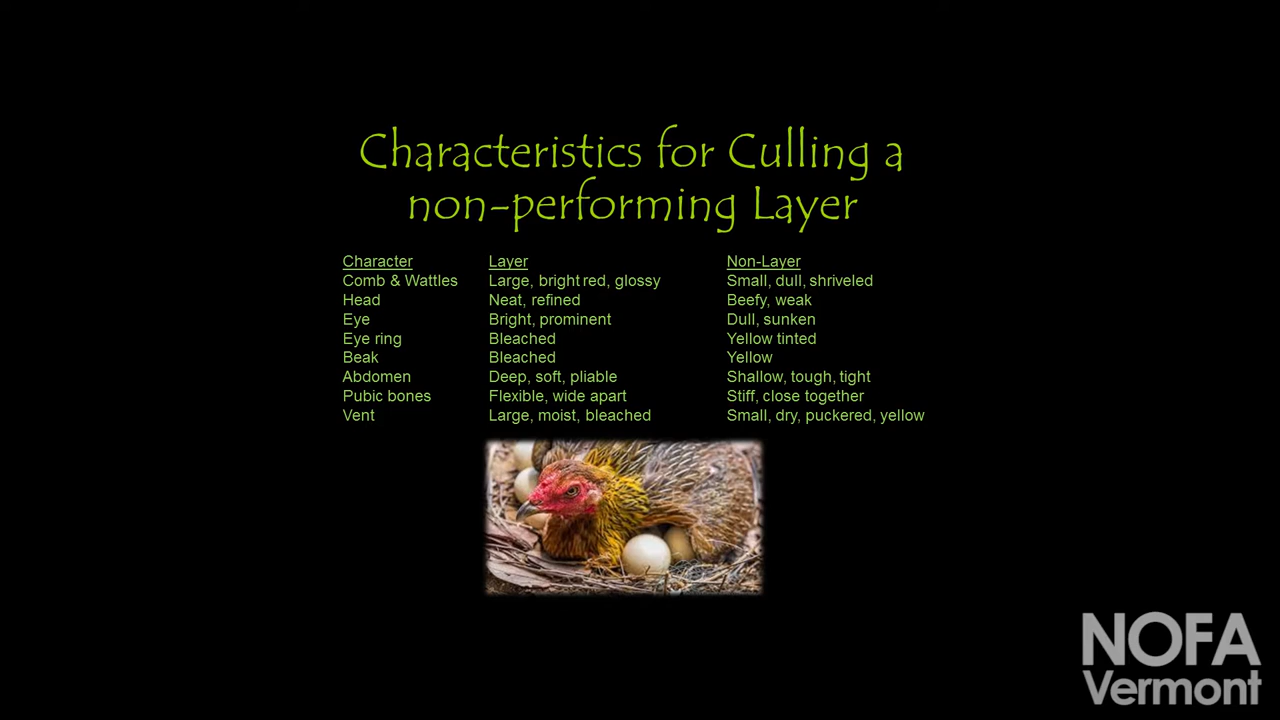 Characteristics for Culling a
non-performing Layer
Character Layer Non-Layer
Comb & Wattles Large, bright red, glossy Small, dull, shriveled
Head Neat, refined Beefy, weak
Eye Bright, prominent Dull, sunken
Eye ring Bleached Yellow tinted
Beak Bleached Yellow
Abdomen Deep, soft, pliable Shallow, tough, tight
Pubic bones Flexible, wide apart Stiff, close together
Vent Large, moist, bleached Small, dry, puckered, yellow
NOFA
Vermont